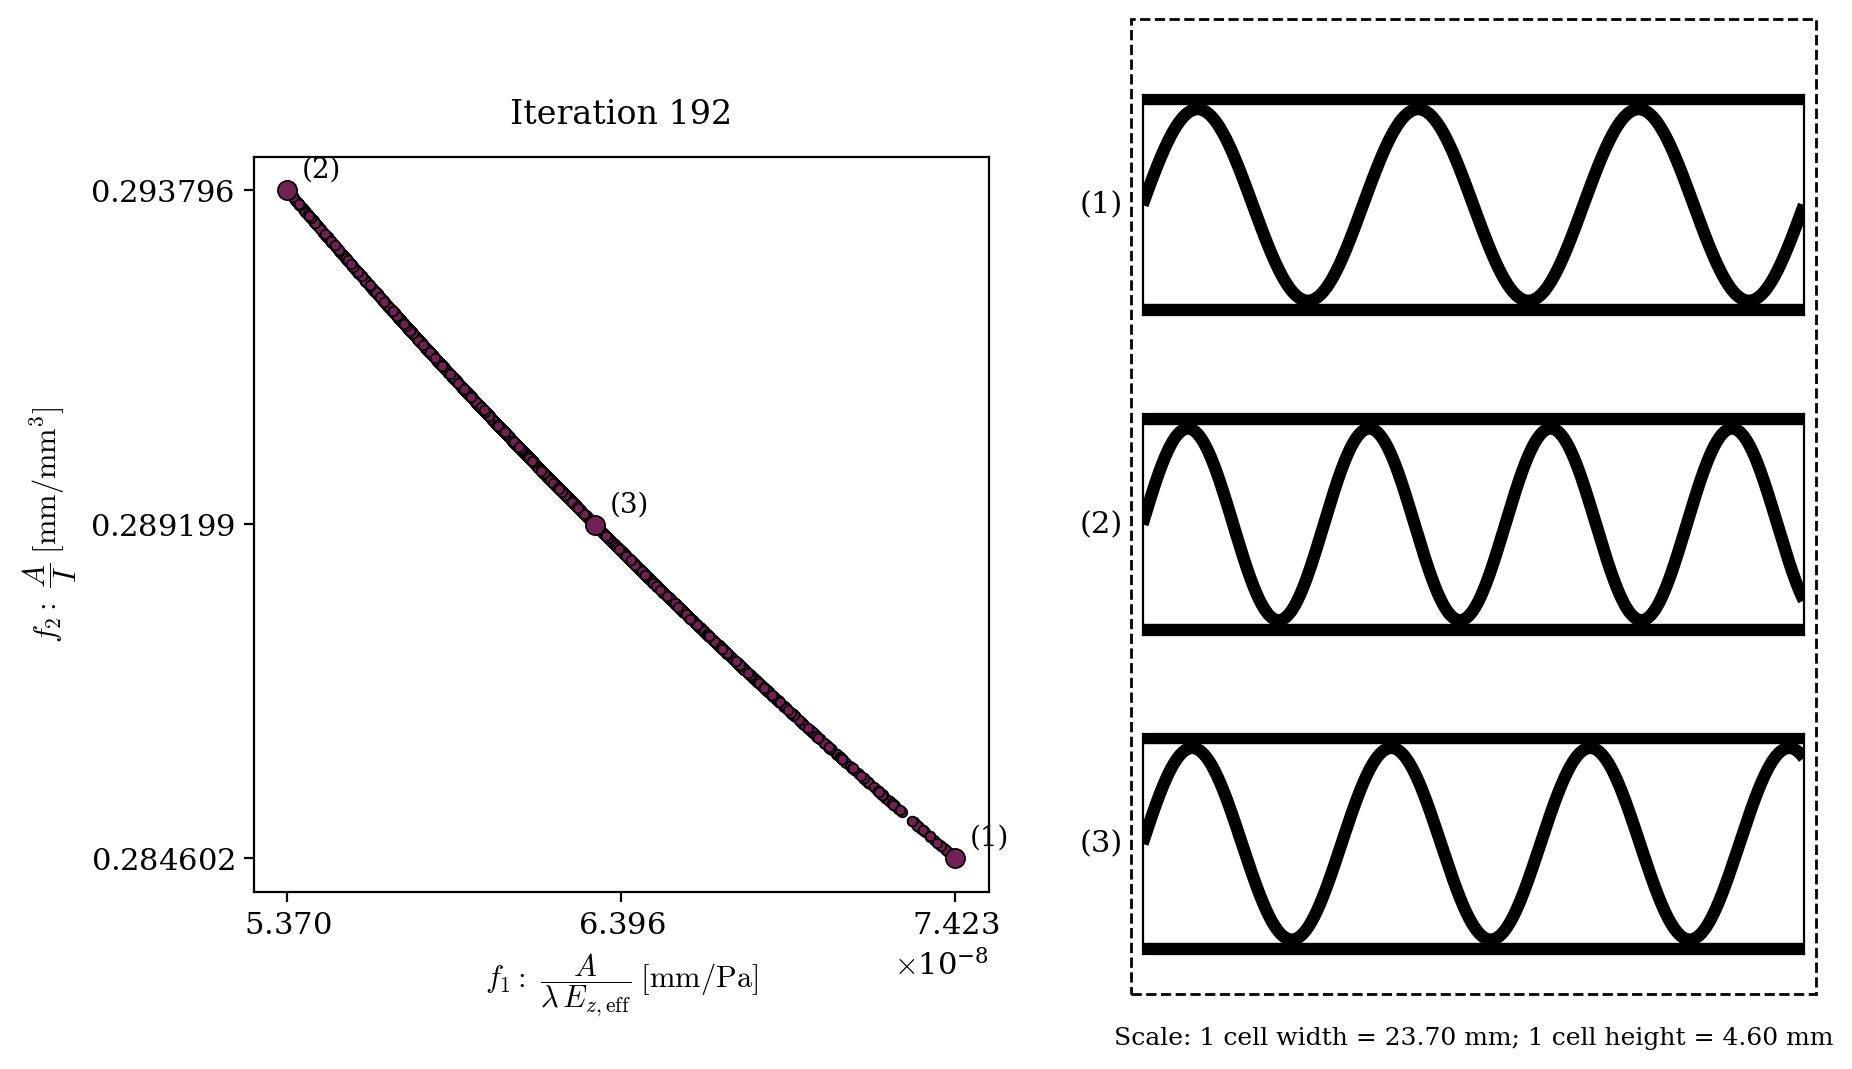 Iteration 192
(2)
0.293796
(3)
0.289199
(1)
0.284602
f₂ : A/I [mm/mm³]
5.370 6.396 7.423
×10⁻⁸
f₁ : A/(λ E_{z, eff}) [mm/Pa]
(1)
(2)
(3)
Scale: 1 cell width = 23.70 mm; 1 cell height = 4.60 mm